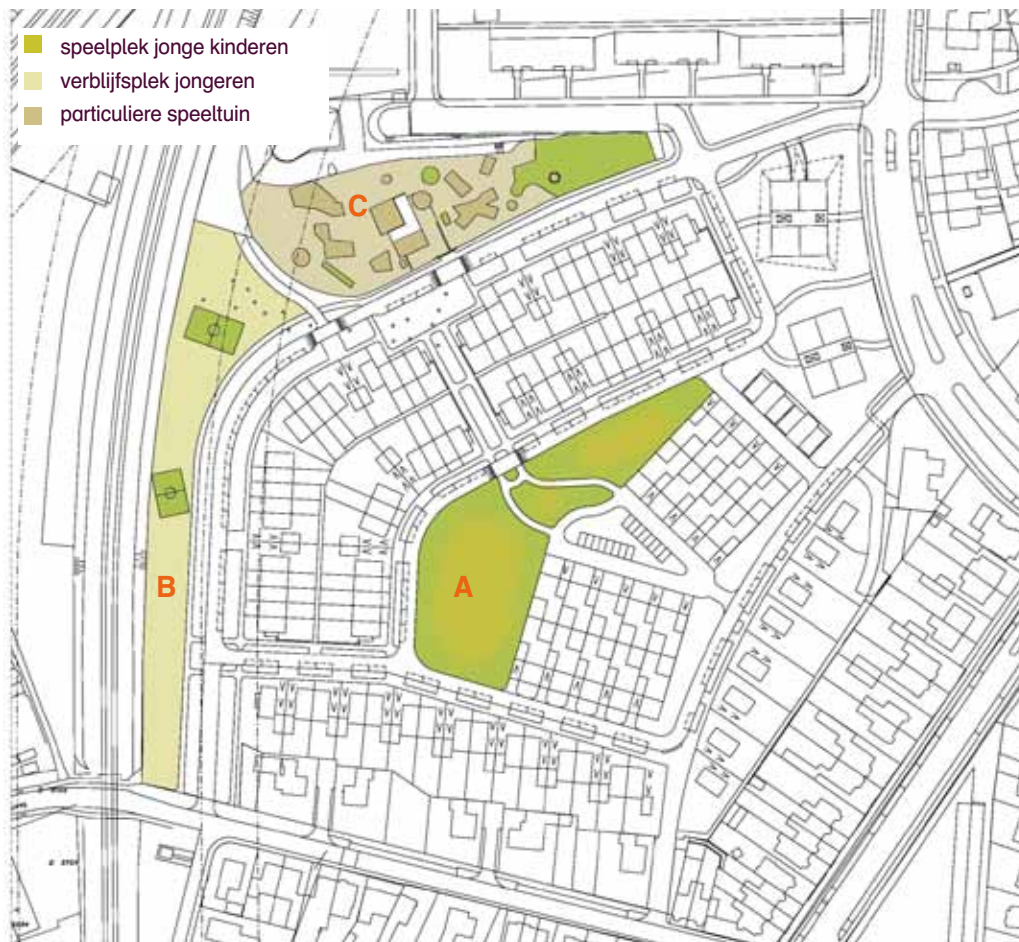 speelplek jonge kinderen
verblijfsplek jongeren
particuliere speeltuin
C
B
A